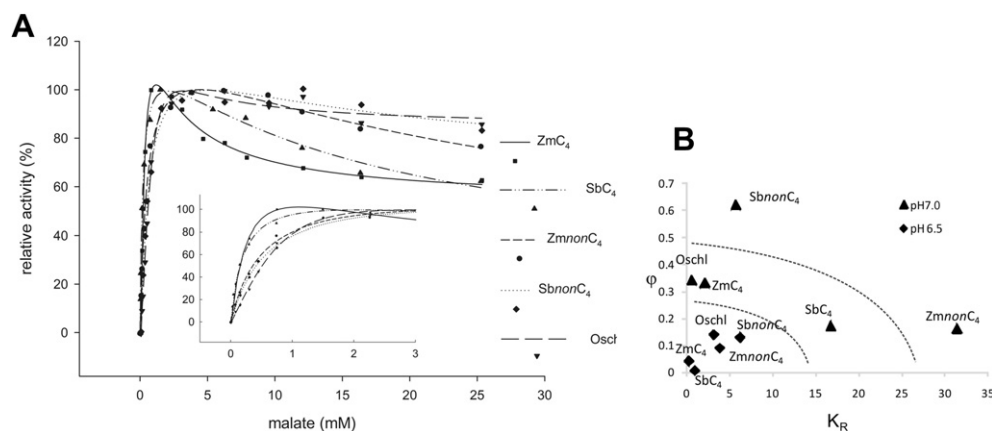 A
120
100
80
60
40
20
0
relative activity (%)
0
5
10
15
20
25
30
malate (mM)
100
80
60
40
20
0
0
1
2
3
ZmC4
SbC4
ZmnonC4
SbnonC4
Oschl
B
0.7
0.6
0.5
0.4
0.3
0.2
0.1
0
φ
SbnonC4
pH7.0
pH 6.5
Oschl
ZmC4
SbC4
ZmnonC4
Oschl
SbnonC4
ZmC4
ZmnonC4
SbC4
0
5
10
15
20
25
30
35
KR